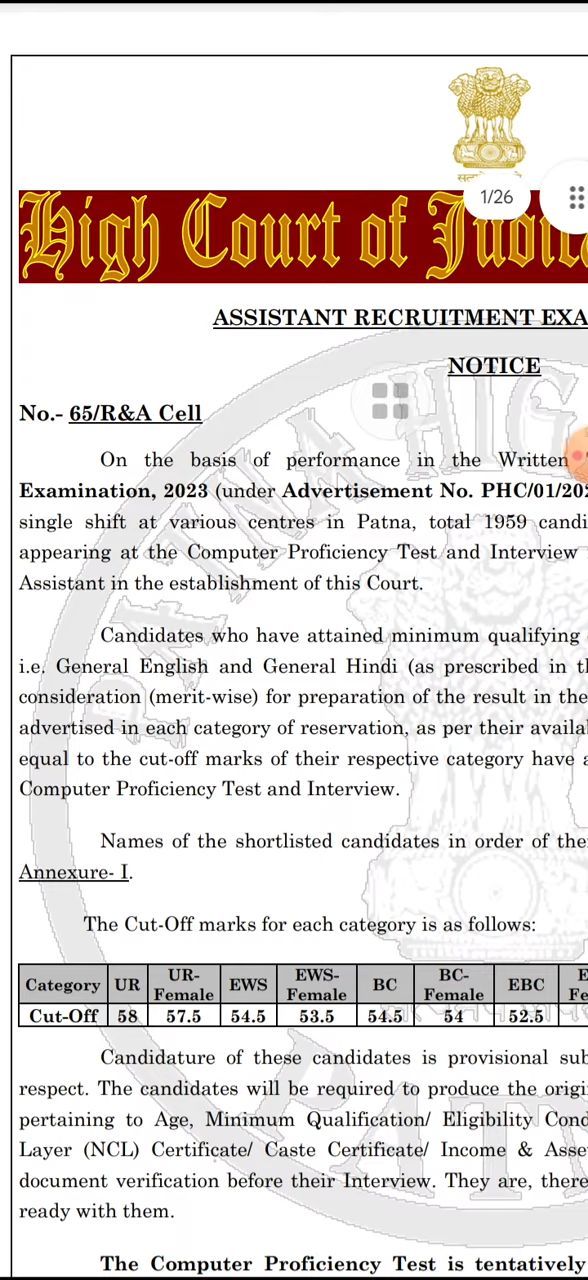 1/26
High Court of Judic
ASSISTANT RECRUITMENT EXA
NOTICE
No.- 65/R&A Cell
On the basis of performance in the Written
Examination, 2023 (under Advertisement No. PHC/01/202
single shift at various centres in Patna, total 1959 candi
appearing at the Computer Proficiency Test and Interview
Assistant in the establishment of this Court.
Candidates who have attained minimum qualifying
i.e. General English and General Hindi (as prescribed in th
consideration (merit-wise) for preparation of the result in the
advertised in each category of reservation, as per their availa
equal to the cut-off marks of their respective category have a
Computer Proficiency Test and Interview.
Names of the shortlisted candidates in order of the
Annexure- I.
The Cut-Off marks for each category is as follows:
Category UR UR-Female EWS EWS-Female BC BC-Female EBC E Fe
Cut-Off 58 57.5 54.5 53.5 54.5 54 52.5
Candidature of these candidates is provisional sub
respect. The candidates will be required to produce the origi
pertaining to Age, Minimum Qualification/ Eligibility Cond
Layer (NCL) Certificate/ Caste Certificate/ Income & Asse
document verification before their Interview. They are, there
ready with them.
The Computer Proficiency Test is tentatively
PATNA HIG
PAT